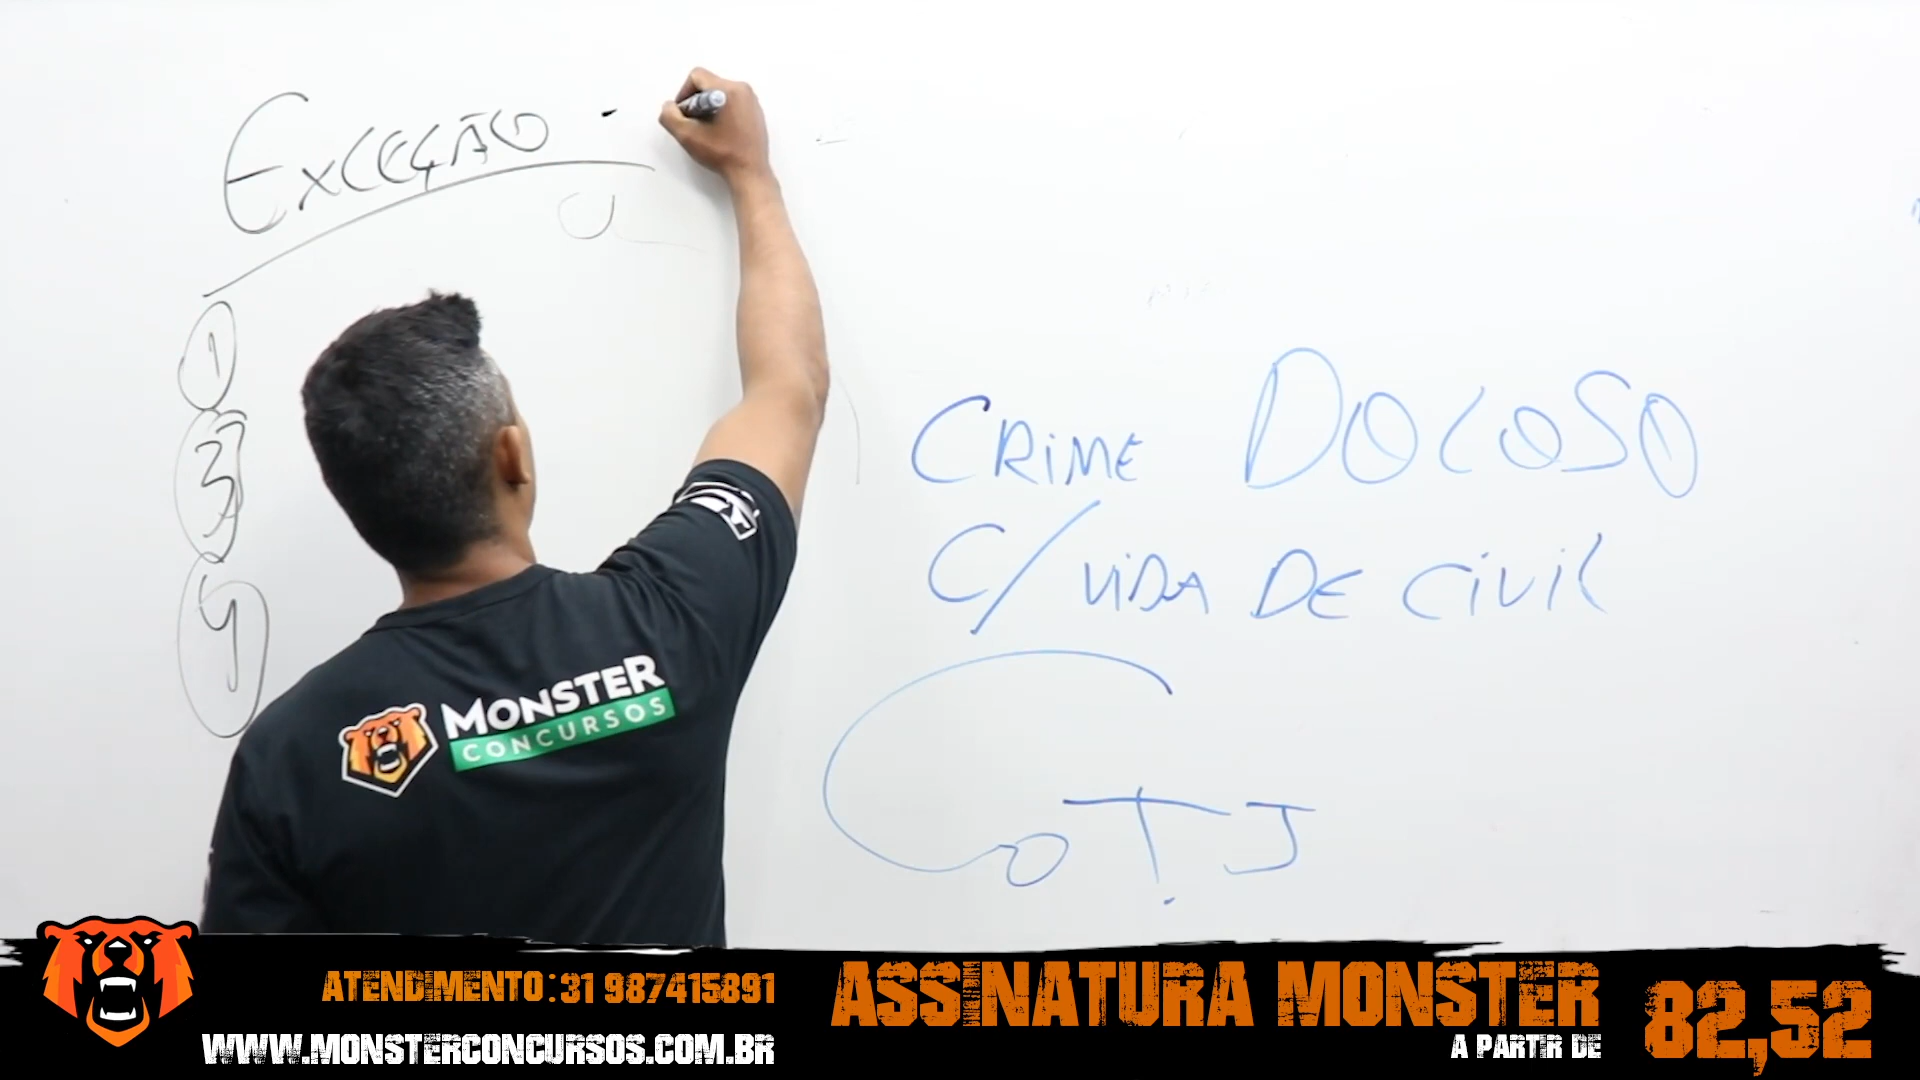 EXCEÇÃO -
1
3
4
CRIME DOLOSO
C/ VIDA DE CIVIL
MONSTER
CONCURSOS
ATENDIMENTO: 31 987415891
WWW.MONSTERCONCURSOS.COM.BR
ASSINATURA MONSTER
A PARTIR DE
82,52